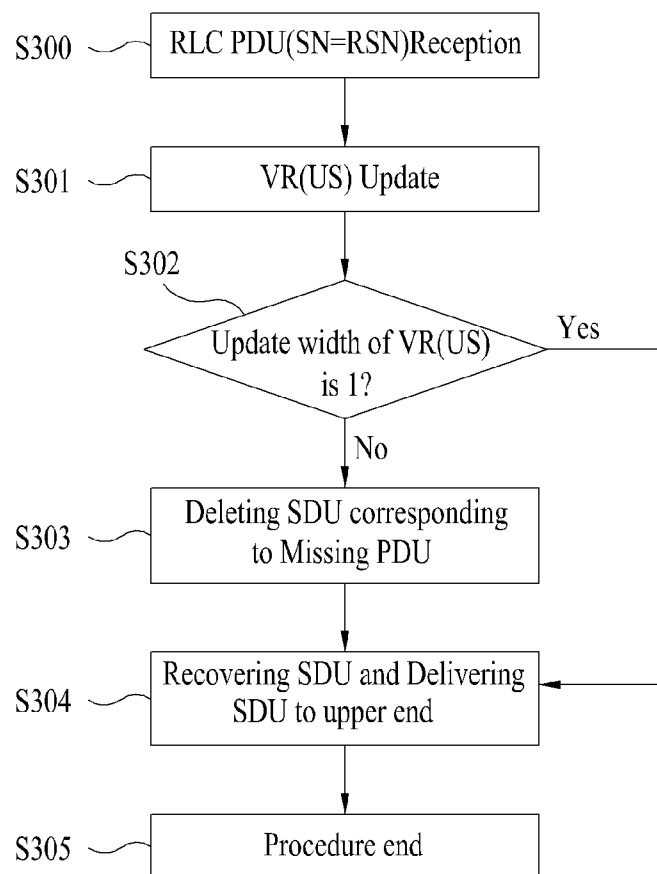 S300
RLC PDU(SN=RSN)Reception
S301
VR(US) Update
S302
Update width of VR(US)
is 1?
Yes
No
S303
Deleting SDU corresponding
to Missing PDU
S304
Recovering SDU and Delivering
SDU to upper end
S305
Procedure end